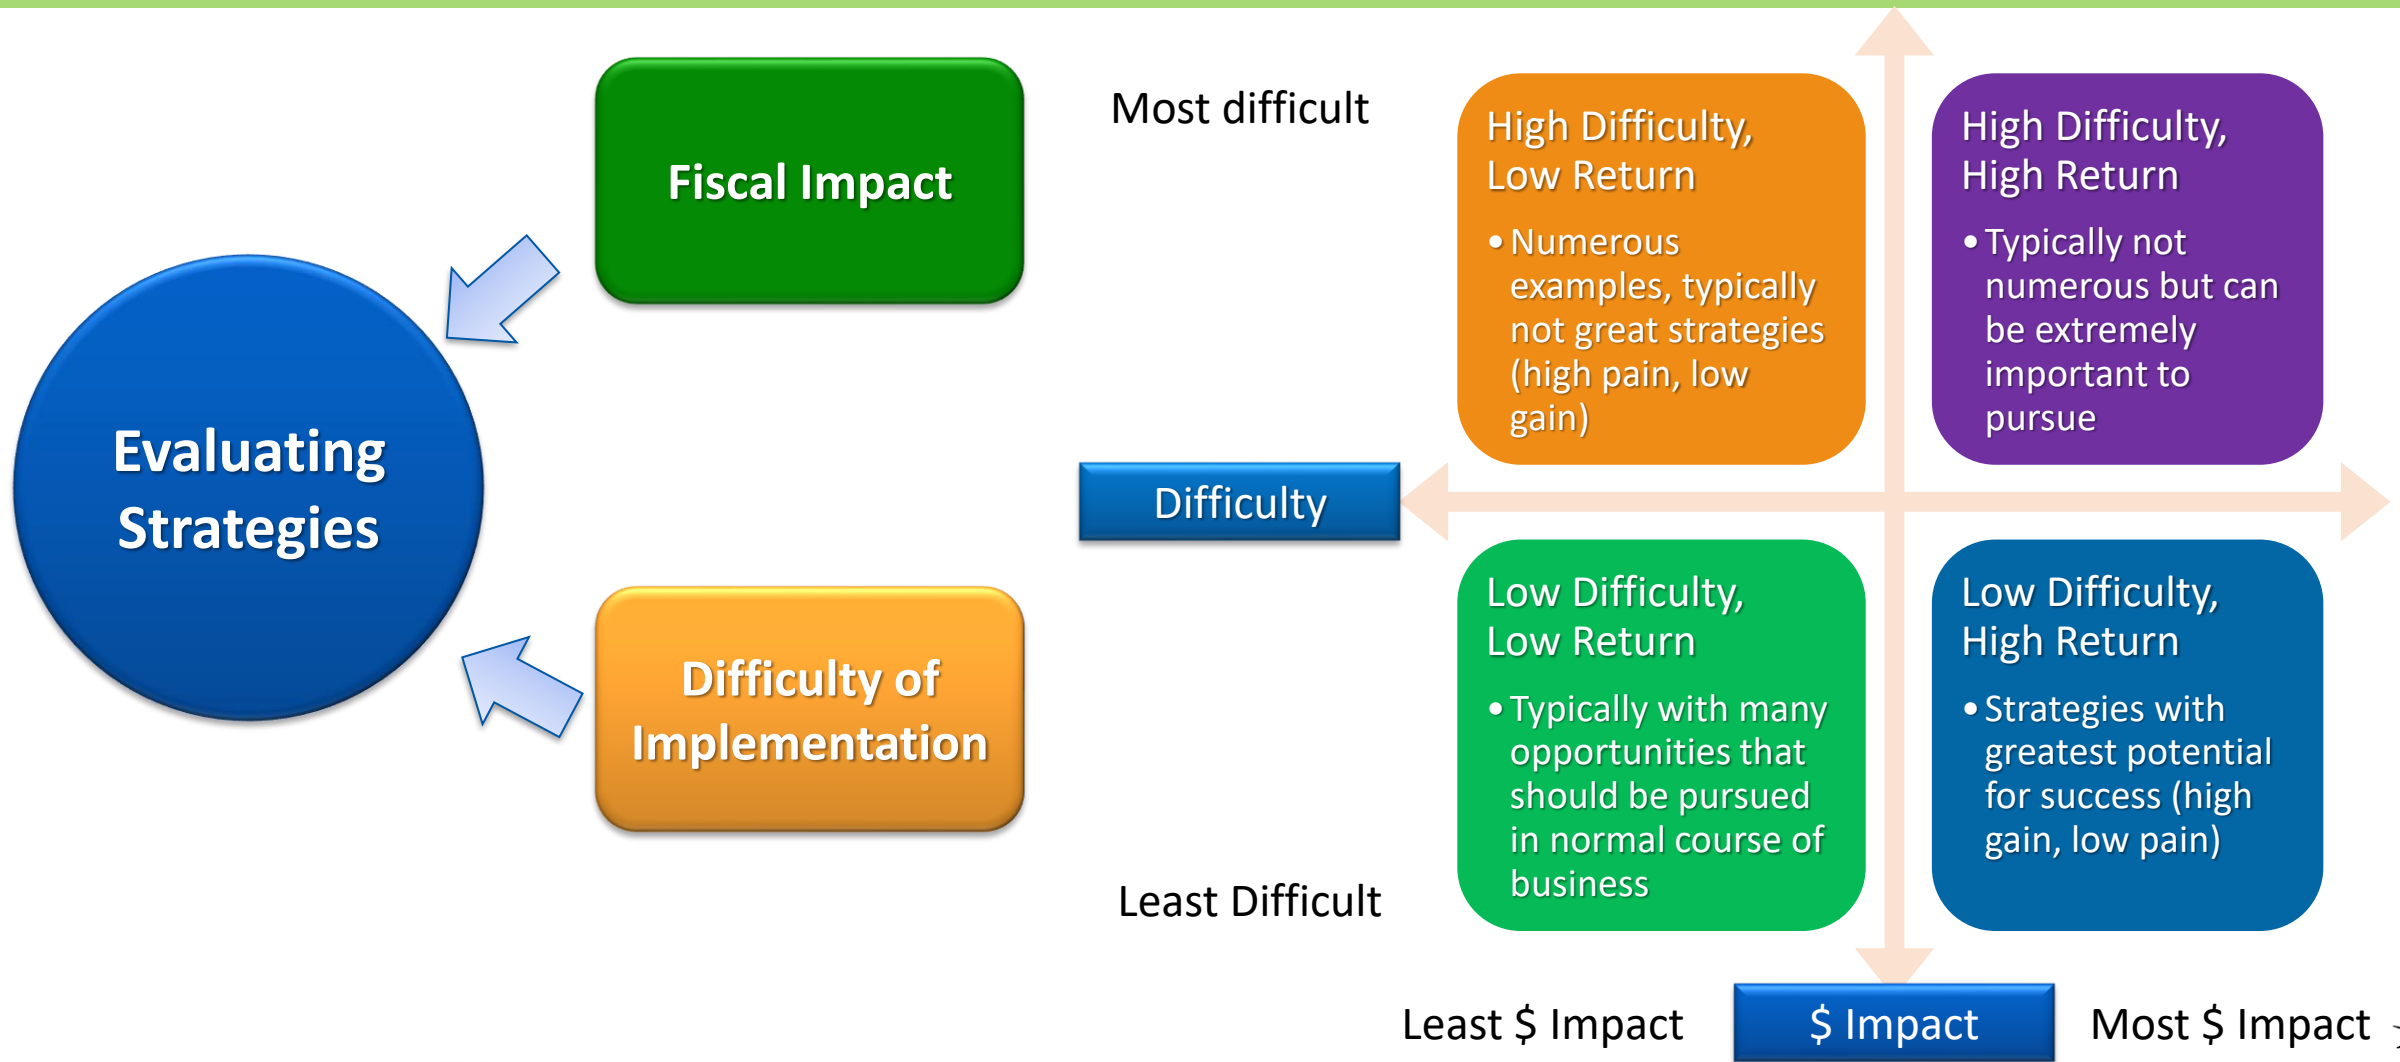 Evaluating
Strategies
Fiscal Impact
Difficulty of
Implementation
Most difficult
Difficulty
Least Difficult
High Difficulty,
Low Return
• Numerous
examples, typically
not great strategies
(high pain, low
gain)
High Difficulty,
High Return
• Typically not
numerous but can
be extremely
important to
pursue
Low Difficulty,
Low Return
• Typically with many
opportunities that
should be pursued
in normal course of
business
Low Difficulty,
High Return
• Strategies with
greatest potential
for success (high
gain, low pain)
Least $ Impact
$ Impact
Most $ Impact